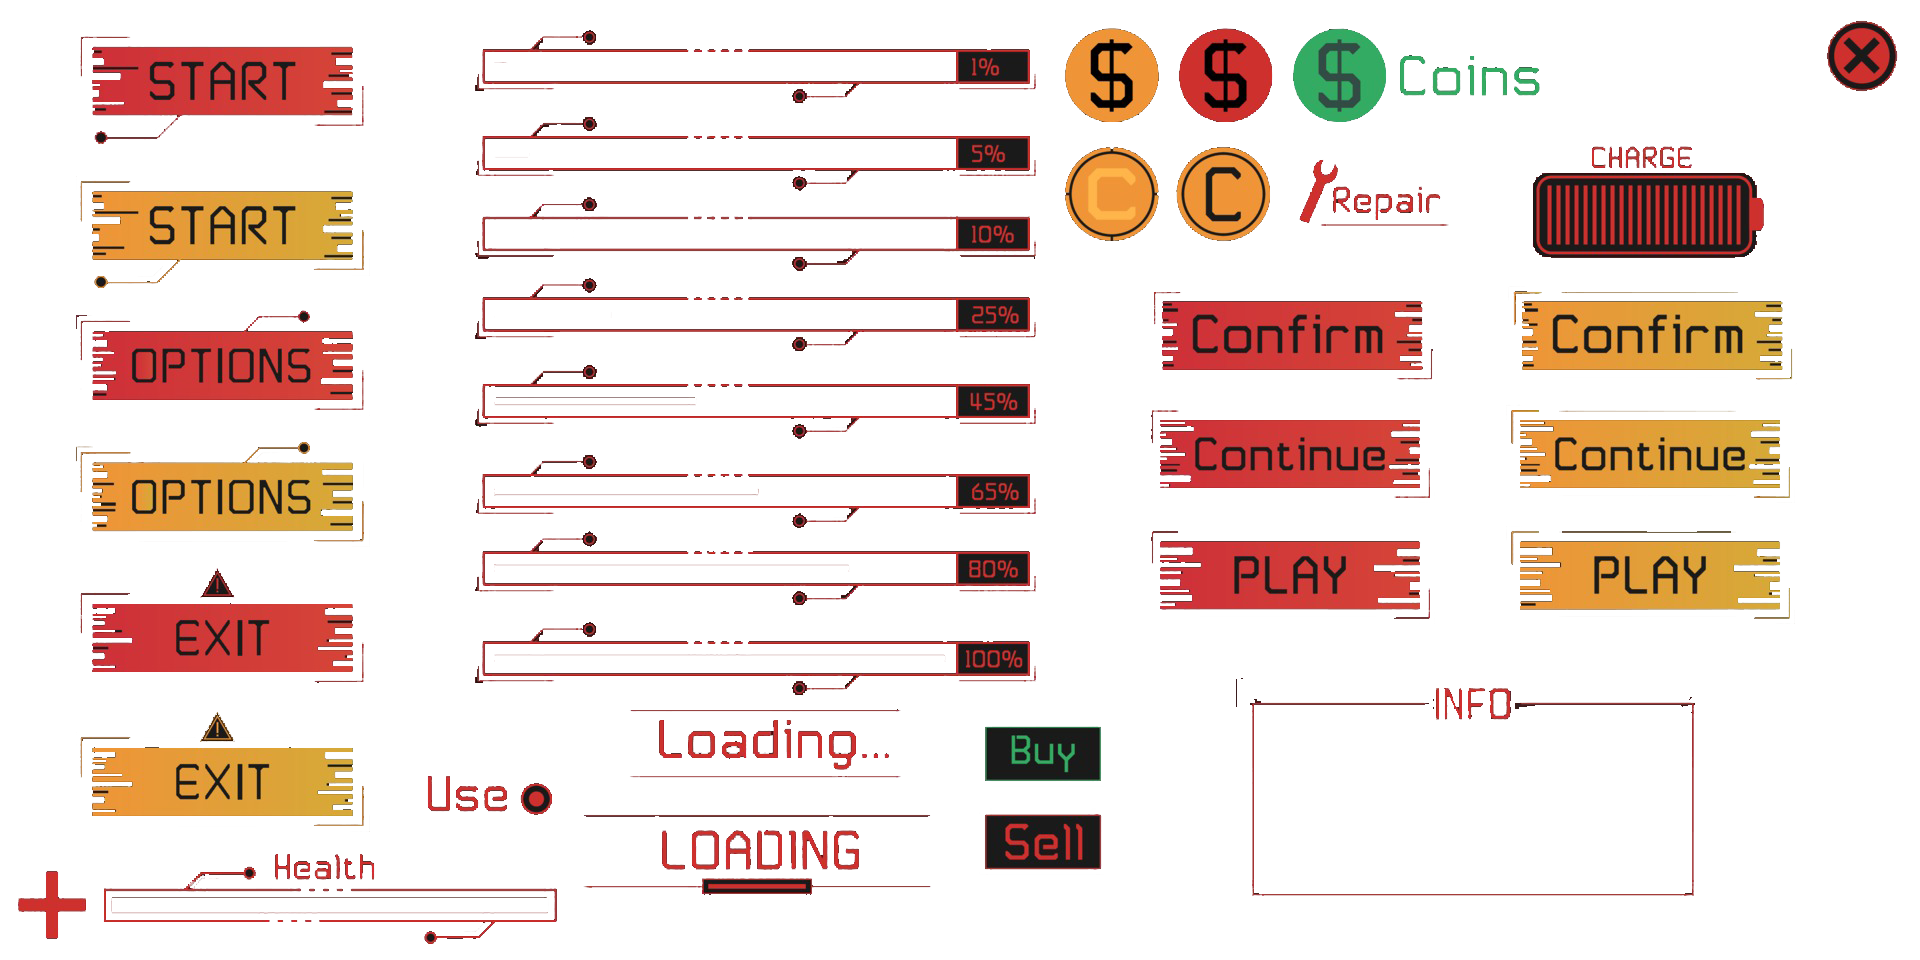 START
START
OPTIONS
OPTIONS
EXIT
EXIT
Health
1%
5%
10%
25%
45%
65%
80%
100%
Loading...
Use
LOADING
Buy
Sell
$ $ $ Coins
C C Repair
CHARGE
Confirm Confirm
Continue Continue
PLAY PLAY
INFO